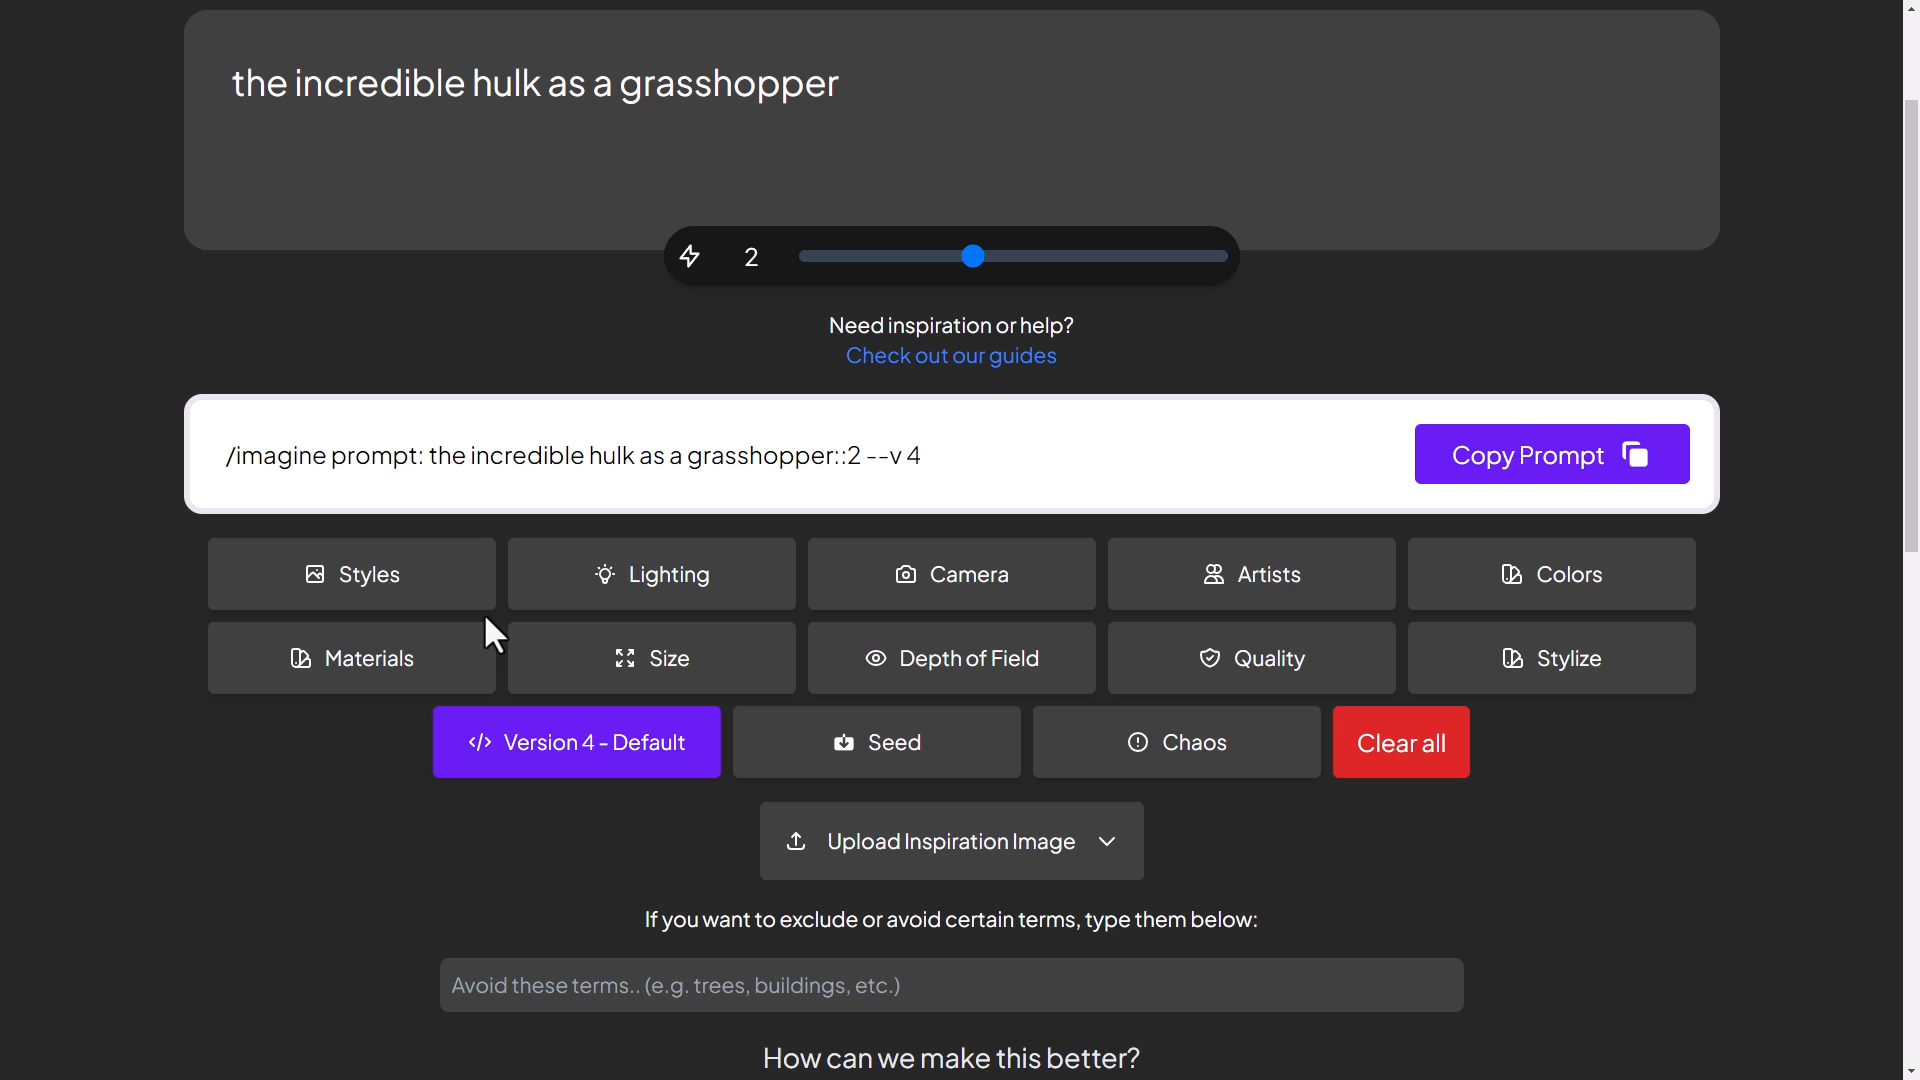 the incredible hulk as a grasshopper
2
Need inspiration or help?
Check out our guides
/imagine prompt: the incredible hulk as a grasshopper::2 --v 4
Copy Prompt
Styles
Lighting
Camera
Artists
Colors
Materials
Size
Depth of Field
Quality
Stylize
</> Version 4 - Default
Seed
Chaos
Clear all
Upload Inspiration Image
If you want to exclude or avoid certain terms, type them below:
Avoid these terms.. (e.g. trees, buildings, etc.)
How can we make this better?